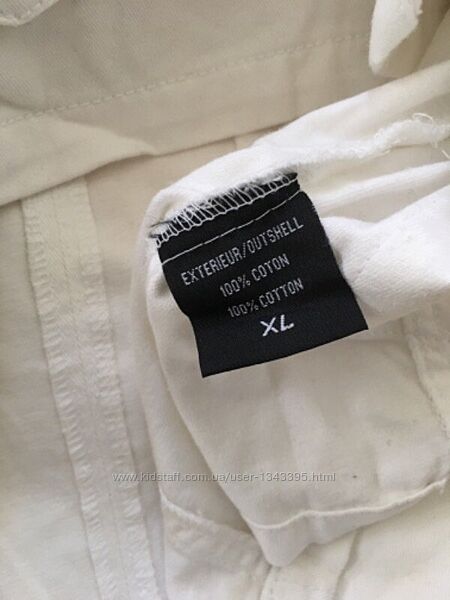 EXTERIEUR/OUTSHELL
100% COTON
100% COTTON
XL
www.kidstaff.com.ua/user-1343395.html